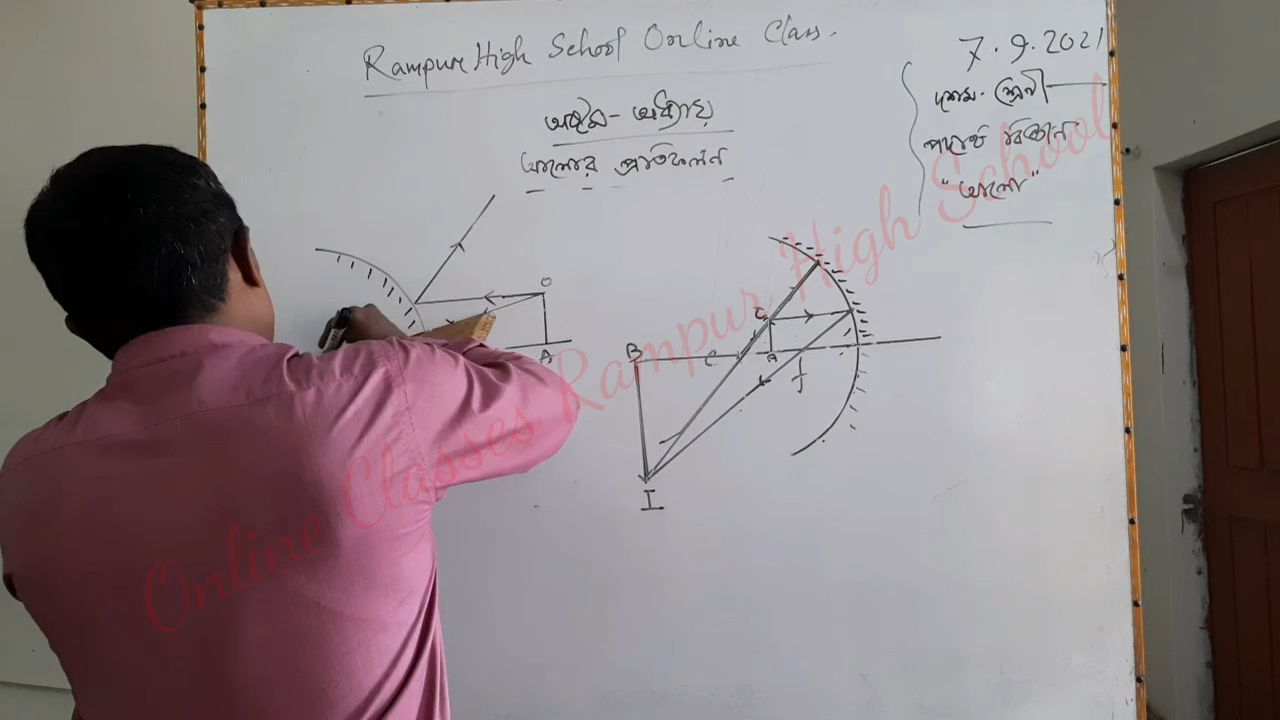 Rampur High School Online Class.
7.9.2021
দশম শ্রেণী
পদার্থ বিজ্ঞান
"আলো"
অষ্টম-অধ্যায়
আলোর প্রতিফলন
O
A
B
C
A
f
I
Online Classes Rampur High School